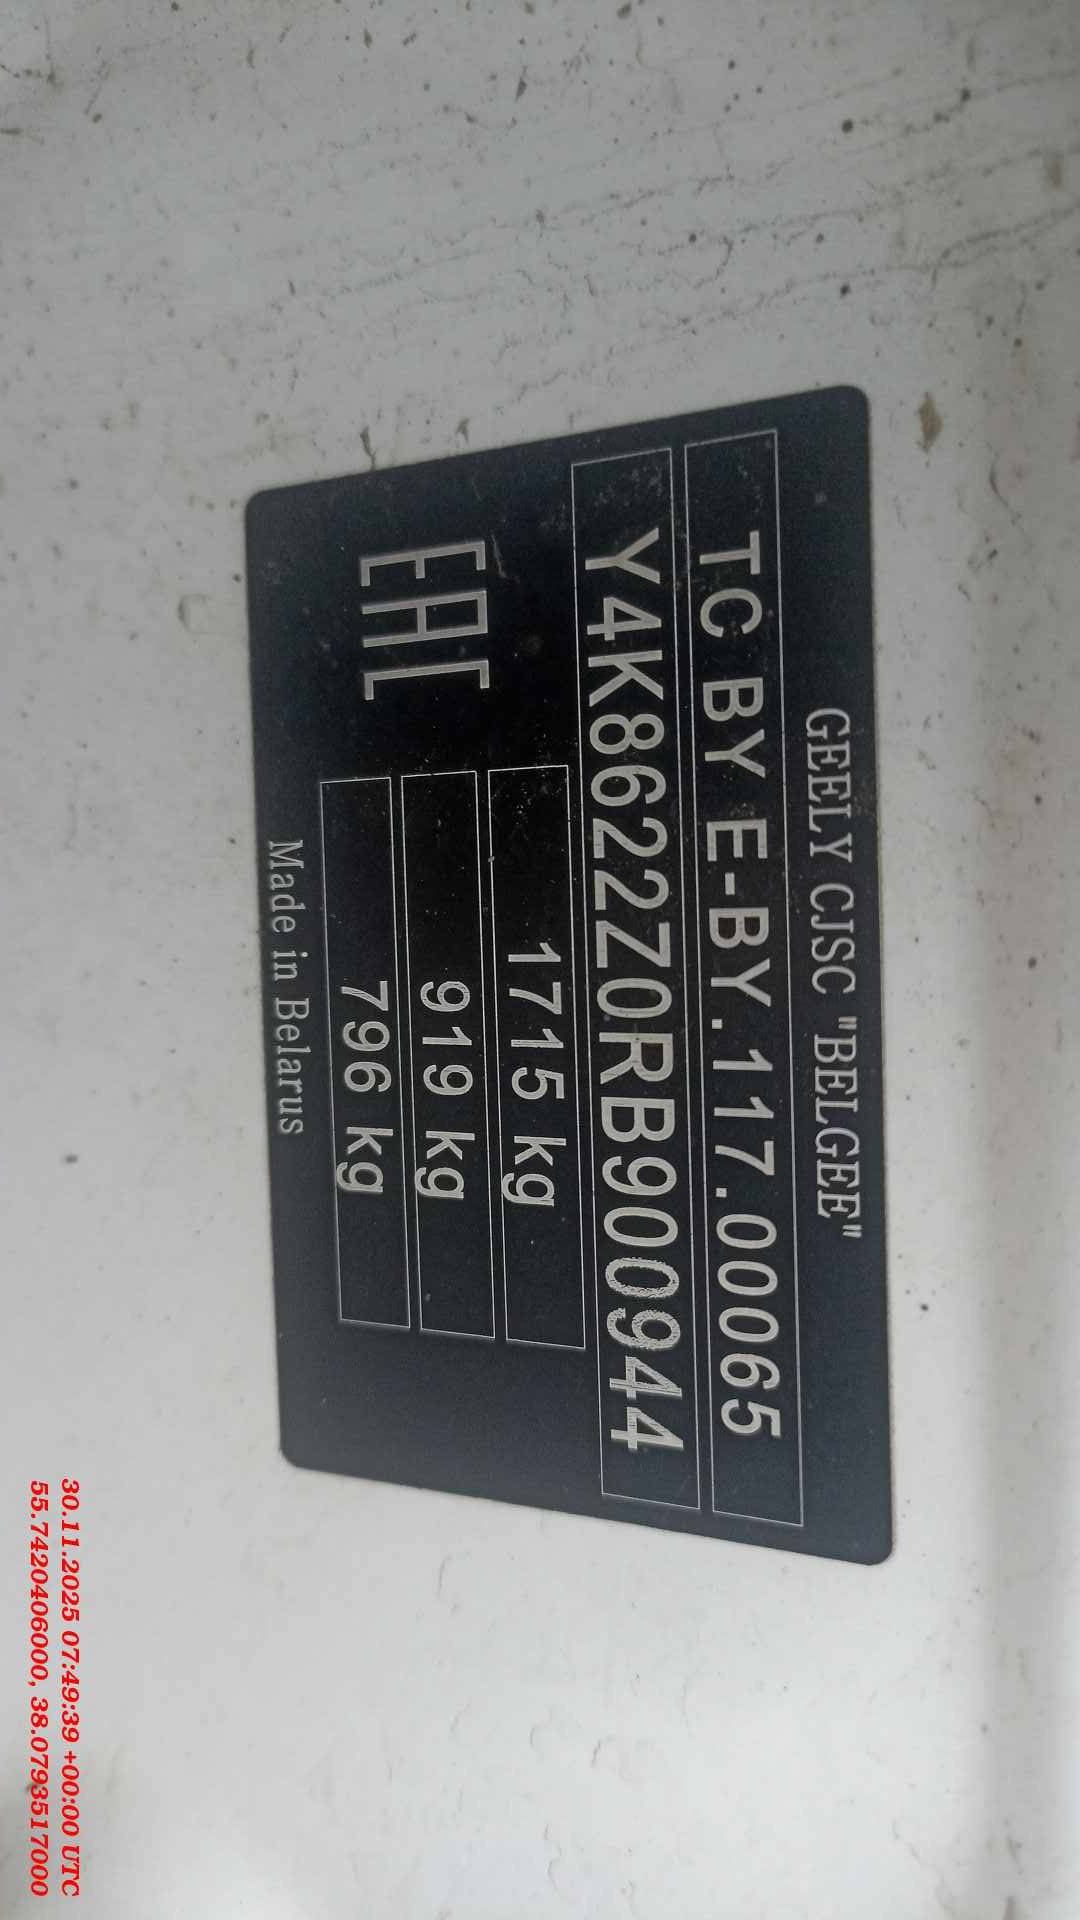 GEELY CJSC "BELGEE"
TC BY E-BY.117.00065
Y4K8622Z0RB900944
1715 kg
919 kg
796 kg
EAC
Made in Belarus
30.11.2025 07:49:39 +00:00 UTC
55.7420406000, 38.0793517000